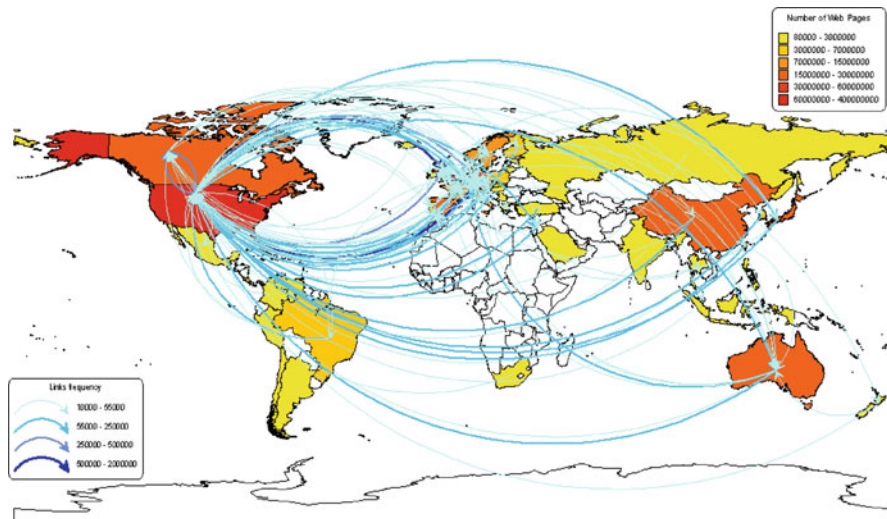 Number of Web Pages
80000 - 3000000
3000000 - 7000000
7000000 - 15000000
15000000 - 30000000
30000000 - 60000000
60000000 - 400000000
Links frequency
10000 - 55000
55000 - 250000
250000 - 500000
500000 - 2000000